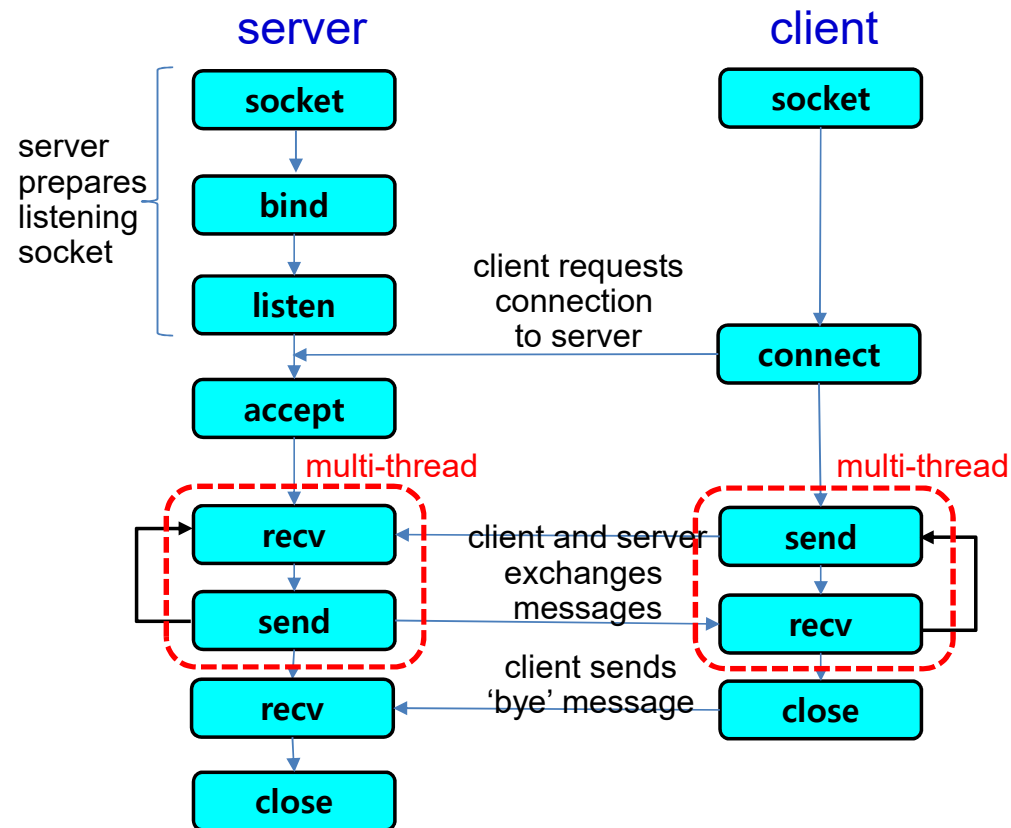 server
client
socket
socket
server
prepares
listening
socket
bind
listen
client requests
connection
to server
connect
accept
multi-thread
multi-thread
recv
client and server
exchanges
messages
send
send
recv
client sends
‘bye’ message
recv
close
close